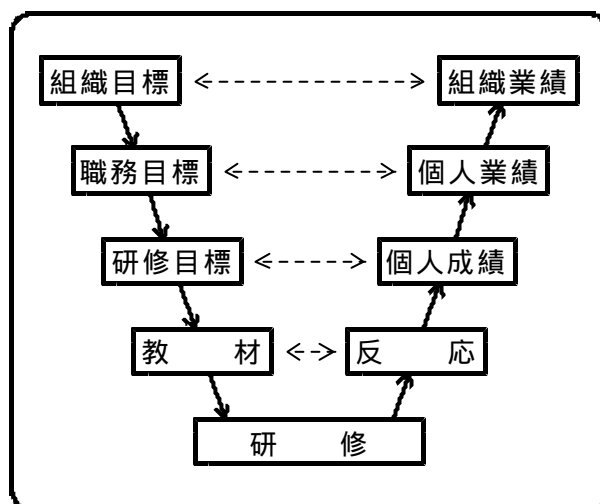 組織目標 組織業績
職務目標 個人業績
研修目標 個人成績
教 材 反 応
研 修